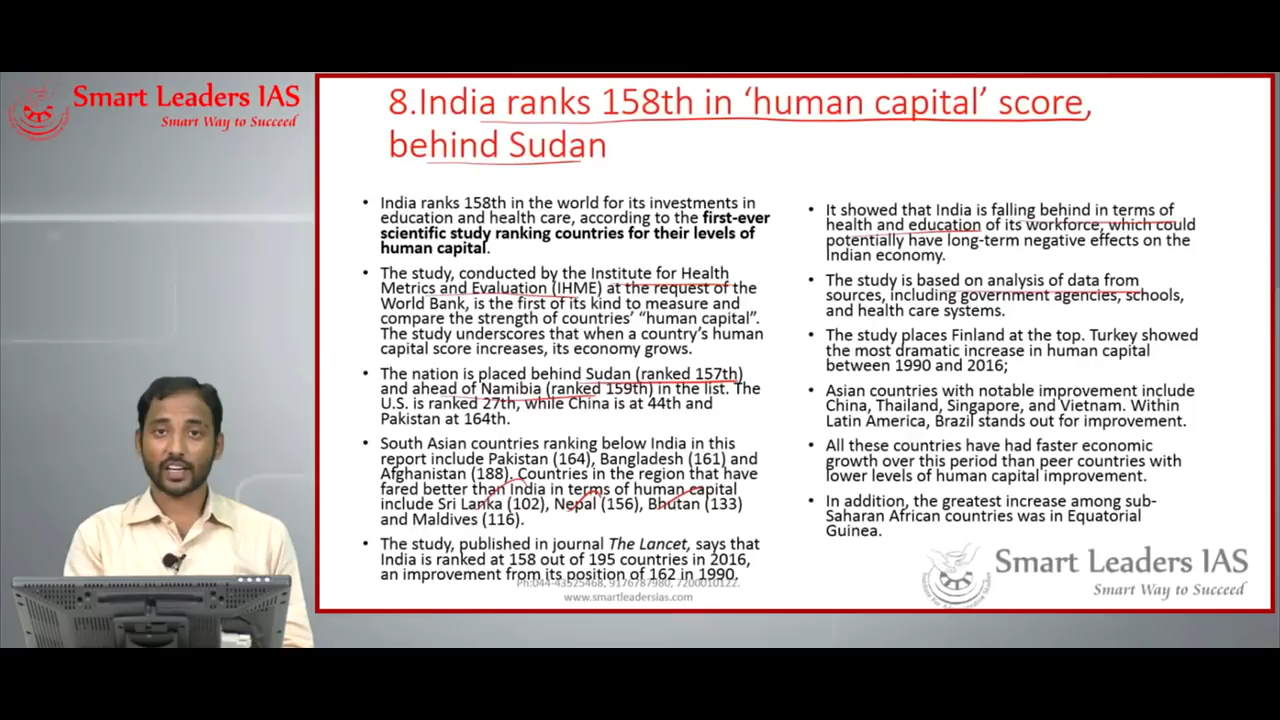 Smart Leaders IAS
Smart Way to Succeed
8.India ranks 158th in ‘human capital’ score,
behind Sudan
• India ranks 158th in the world for its investments in
education and health care, according to the first-ever
scientific study ranking countries for their levels of
human capital.
• The study, conducted by the Institute for Health
Metrics and Evaluation (IHME) at the request of the
World Bank, is the first of its kind to measure and
compare the strength of countries’ “human capital”.
The study underscores that when a country’s human
capital score increases, its economy grows.
• The nation is placed behind Sudan (ranked 157th)
and ahead of Namibia (ranked 159th) in the list. The
U.S. is ranked 27th, while China is at 44th and
Pakistan at 164th.
• South Asian countries ranking below India in this
report include Pakistan (164), Bangladesh (161) and
Afghanistan (188). Countries in the region that have
fared better than India in terms of human capital
include Sri Lanka (102), Nepal (156), Bhutan (133)
and Maldives (116).
• The study, published in journal The Lancet, says that
India is ranked at 158 out of 195 countries in 2016,
an improvement from its position of 162 in 1990.
Ph:044-43525468, 9176787980, 7200010122.
www.smartleadersias.com
• It showed that India is falling behind in terms of
health and education of its workforce, which could
potentially have long-term negative effects on the
Indian economy.
• The study is based on analysis of data from
sources, including government agencies, schools,
and health care systems.
• The study places Finland at the top. Turkey showed
the most dramatic increase in human capital
between 1990 and 2016;
• Asian countries with notable improvement include
China, Thailand, Singapore, and Vietnam. Within
Latin America, Brazil stands out for improvement.
• All these countries have had faster economic
growth over this period than peer countries with
lower levels of human capital improvement.
• In addition, the greatest increase among sub-
Saharan African countries was in Equatorial
Guinea.
Smart Leaders IAS
Smart Way to Succeed